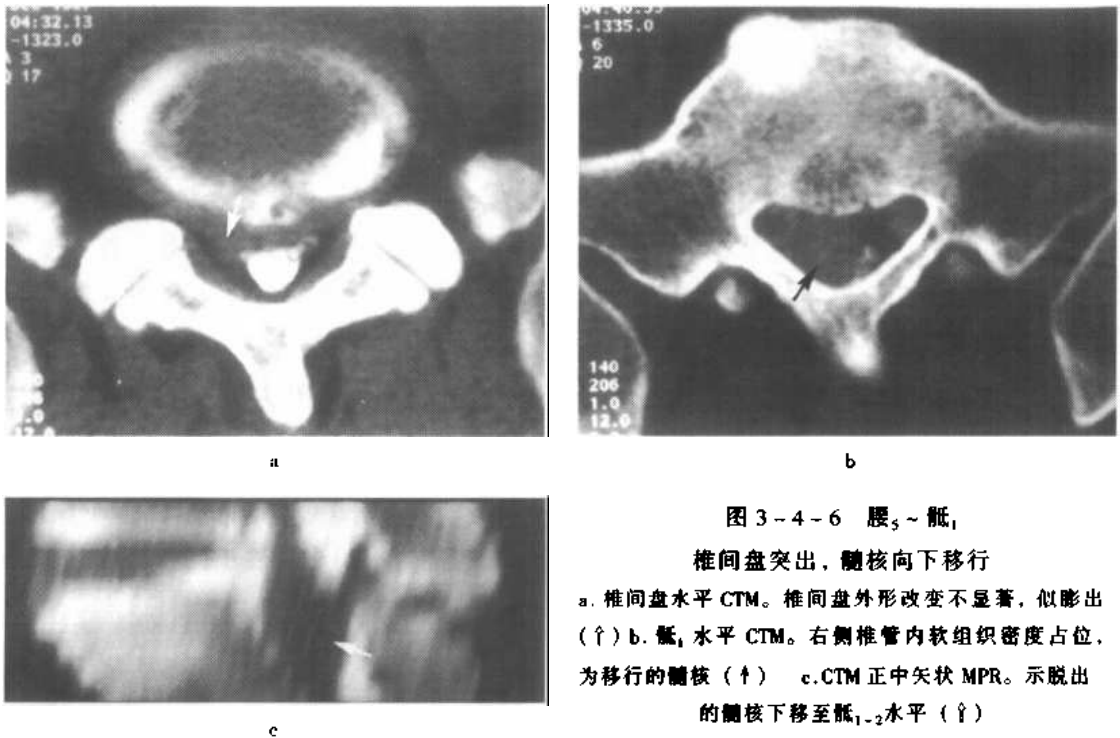 04:32.13
-1323.0
A 3
Q 17
-1335.0
A 6
Q 20
140
206
1.0
12.0
a
b
图 3-4-6 腰₅~骶₁
椎间盘突出，髓核向下移行
a. 椎间盘水平 CTM。椎间盘外形改变不显著，似膨出
(⇧) b. 骶₁ 水平 CTM。右侧椎管内软组织密度占位，
为移行的髓核 (↑) c.CTM 正中矢状 MPR。示脱出
的髓核下移至骶₁₋₂水平 (⇧)
c